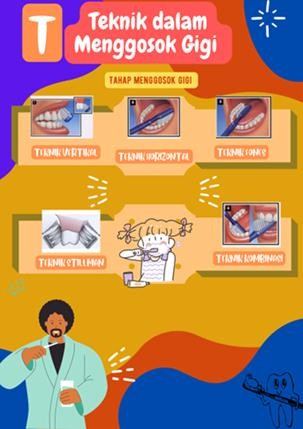 T
Teknik dalam
Menggosok Gigi
TAHAP MENGGOSOK GIGI
TEKNIK VERTIKAL
TEKNIK HORIZONTAL
TEKNIK FONES
TEKNIK STILLMAN
TEKNIK KOMBINASI